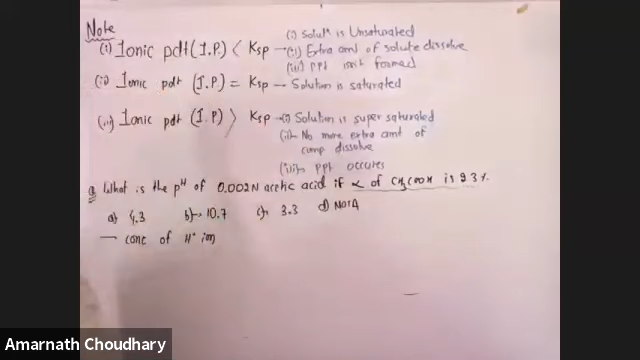 Note
(i) Ionic pdt (I.P.) < Ksp — (i) Soluⁿ is Unsaturated
(ii) Extra amt of solute dissolve
(iii) ppt isn't formed
(ii) Ionic pdt (I.P) = Ksp — Solution is saturated
(iii) Ionic pdt (I.P) > Ksp — (i) Solution is super saturated
(ii) No more extra amt of
comp dissolve
(iii) ppt occures
Q What is the pH of 0.002N acetic acid if α of CH3COOH is 2.3%.
a) 4.3 b) 10.7 c) 3.3 d) NOTA
— conc of H⁺ ion
Amarnath Choudhary